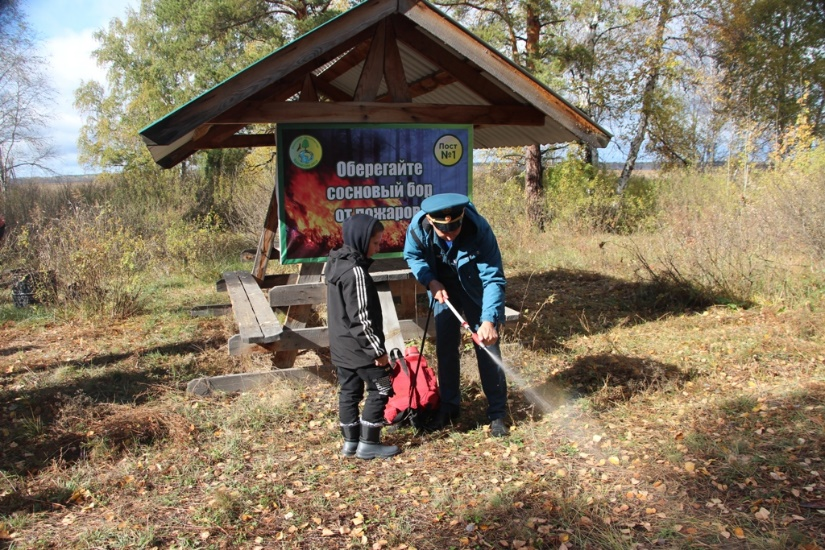 Оберегайте
сосновый бор
от пожаров
Пост
№1